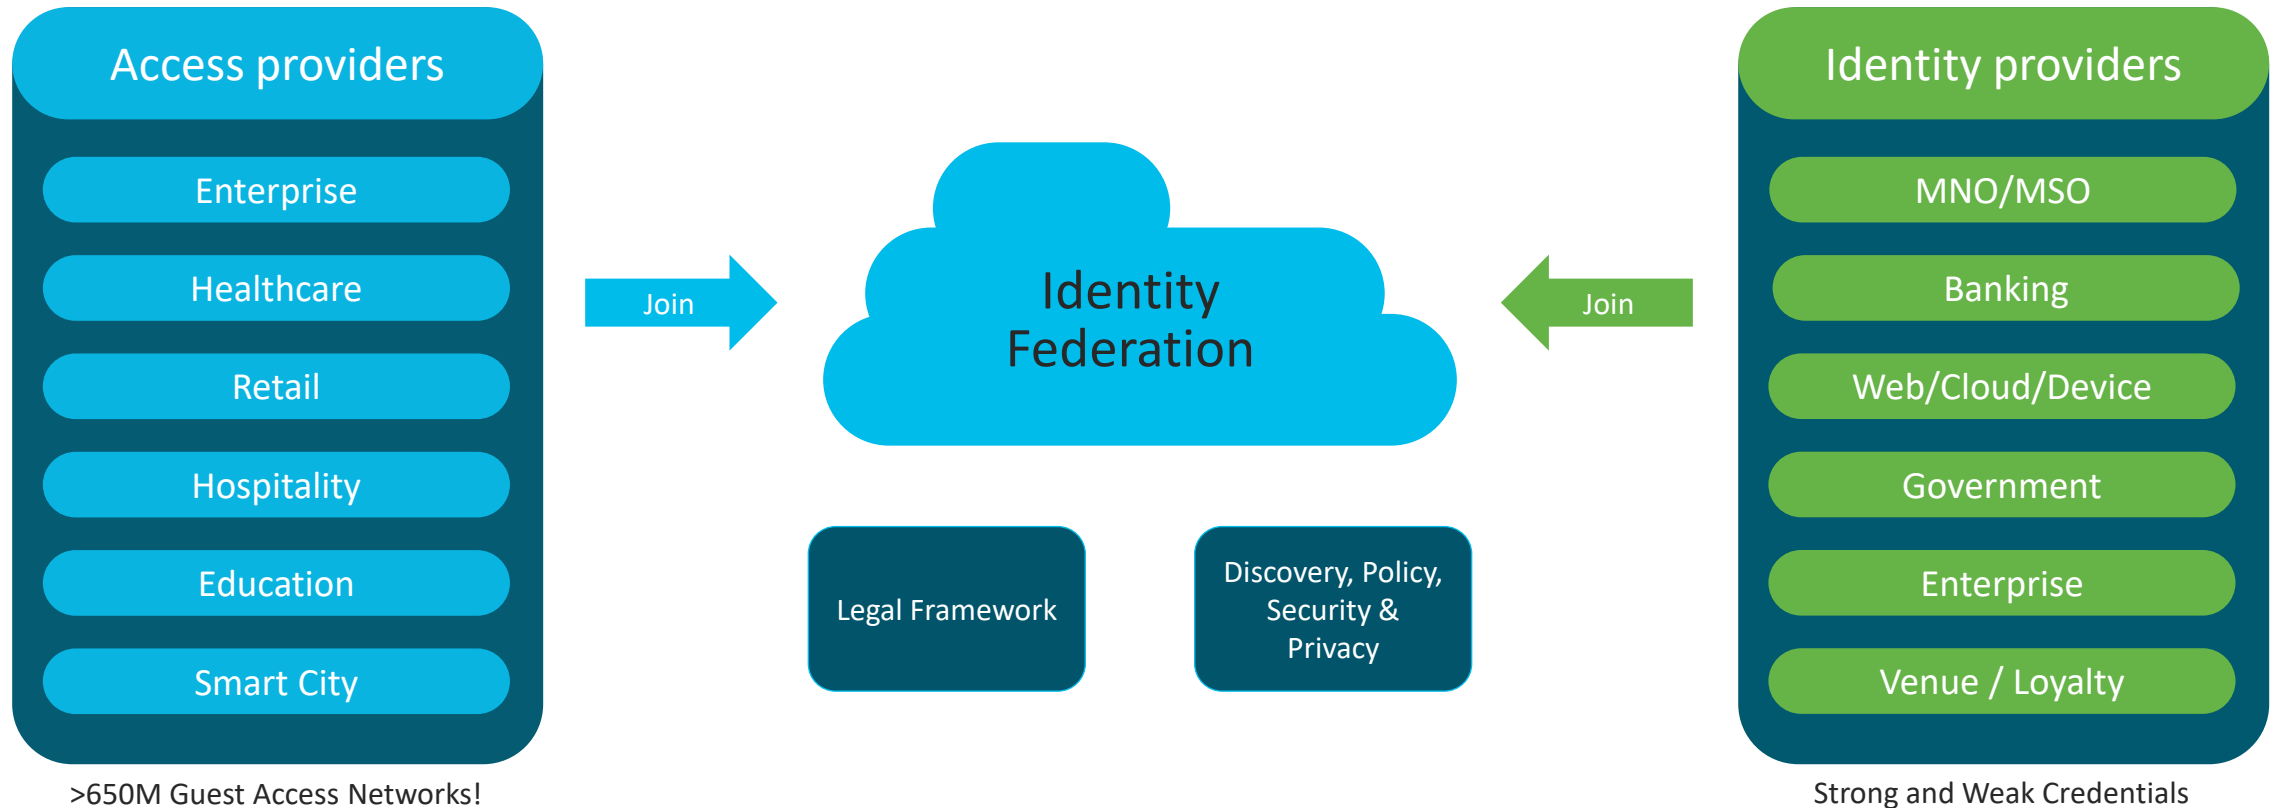 Access providers
Enterprise
Healthcare
Retail
Hospitality
Education
Smart City
>650M Guest Access Networks!
Join
Identity
Federation
Legal Framework
Discovery, Policy,
Security &
Privacy
Join
Identity providers
MNO/MSO
Banking
Web/Cloud/Device
Government
Enterprise
Venue / Loyalty
Strong and Weak Credentials